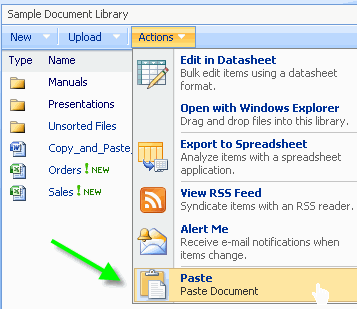 Sample Document Library
New Upload Actions
Type Name
Manuals
Presentations
Unsorted Files
Copy_and_Paste
Orders ! NEW
Sales ! NEW
Edit in Datasheet
Bulk edit items using a datasheet
format.
Open with Windows Explorer
Drag and drop files into this library.
Export to Spreadsheet
Analyze items with a spreadsheet
application.
View RSS Feed
Syndicate items with an RSS reader.
Alert Me
Receive e-mail notifications when
items change.
Paste
Paste Document